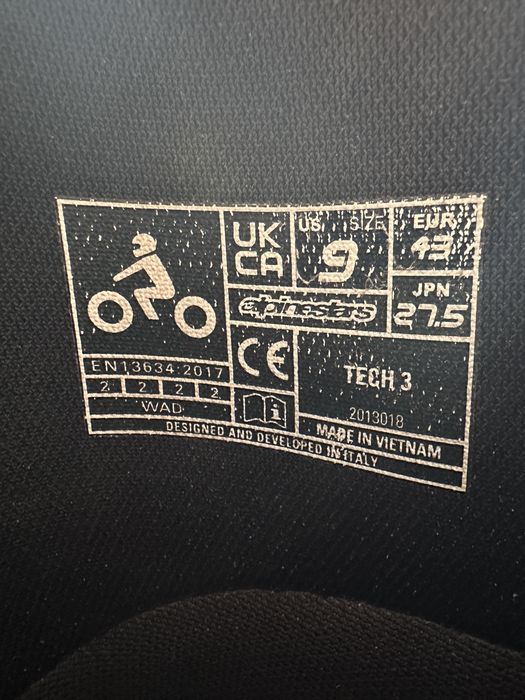 UK
CA
US SIZE
9
EUR
43
JPN
27.5
alpinestars
CE
EN13634:2017
2 2 2 2
WAD
TECH 3
2013018
MADE IN VIETNAM
DESIGNED AND DEVELOPED IN ITALY